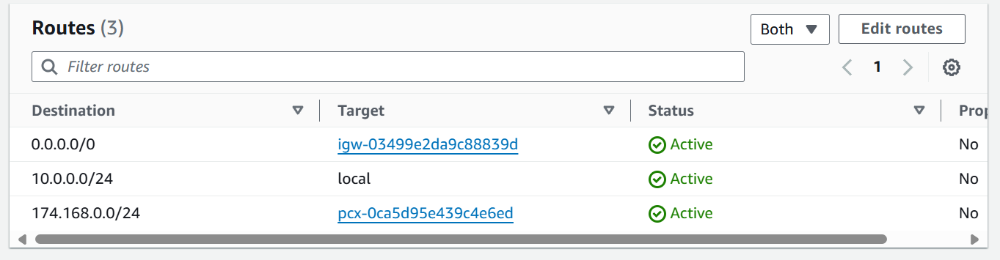 Routes (3)
Both
Edit routes
Filter routes
1
Destination Target Status Prop
0.0.0.0/0 igw-03499e2da9c88839d Active No
10.0.0.0/24 local Active No
174.168.0.0/24 pcx-0ca5d95e439c4e6ed Active No